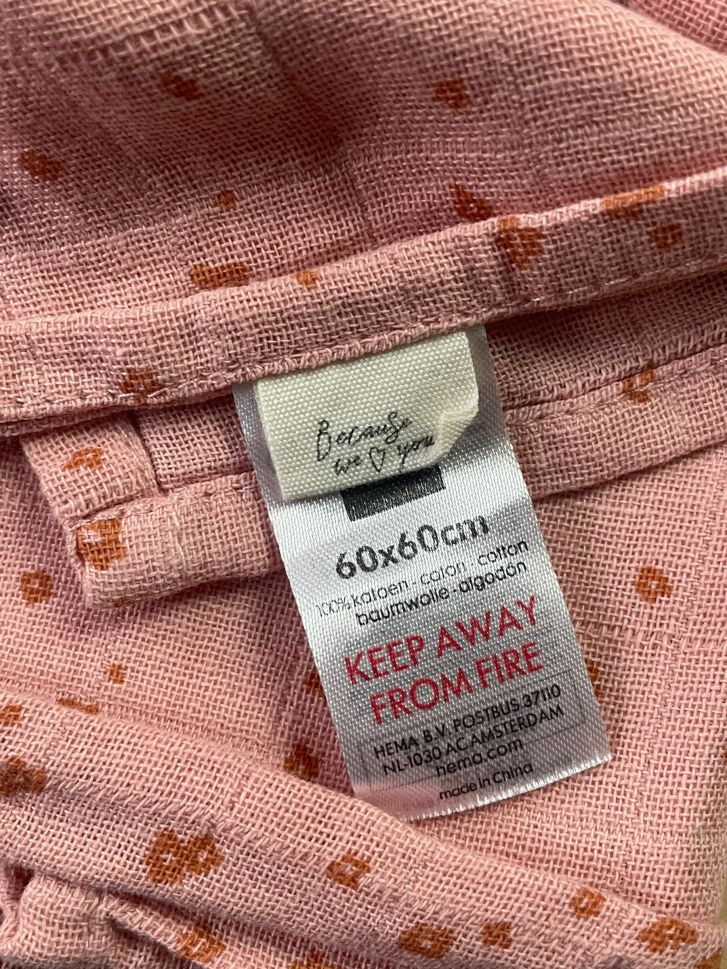 Because
we ♡ you
60x60cm
100% katoen - coton - cotton
baumwolle - algodón
KEEP AWAY
FROM FIRE
HEMA B.V. POSTBUS 37110
NL-1030 AC AMSTERDAM
hema.com
made in China